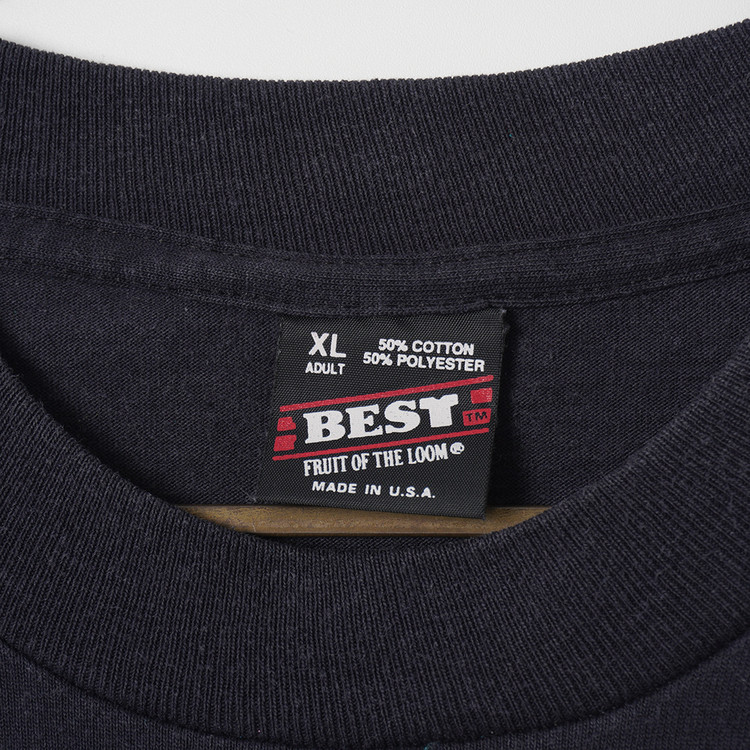 XL
ADULT
50% COTTON
50% POLYESTER
BEST TM
FRUIT OF THE LOOM®
MADE IN U.S.A.